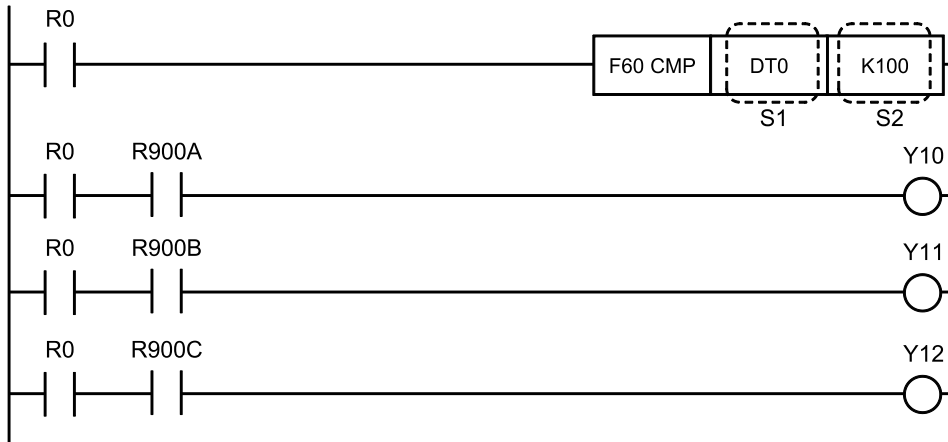 R0
F60 CMP DT0 K100
S1 S2
R0 R900A Y10
R0 R900B Y11
R0 R900C Y12